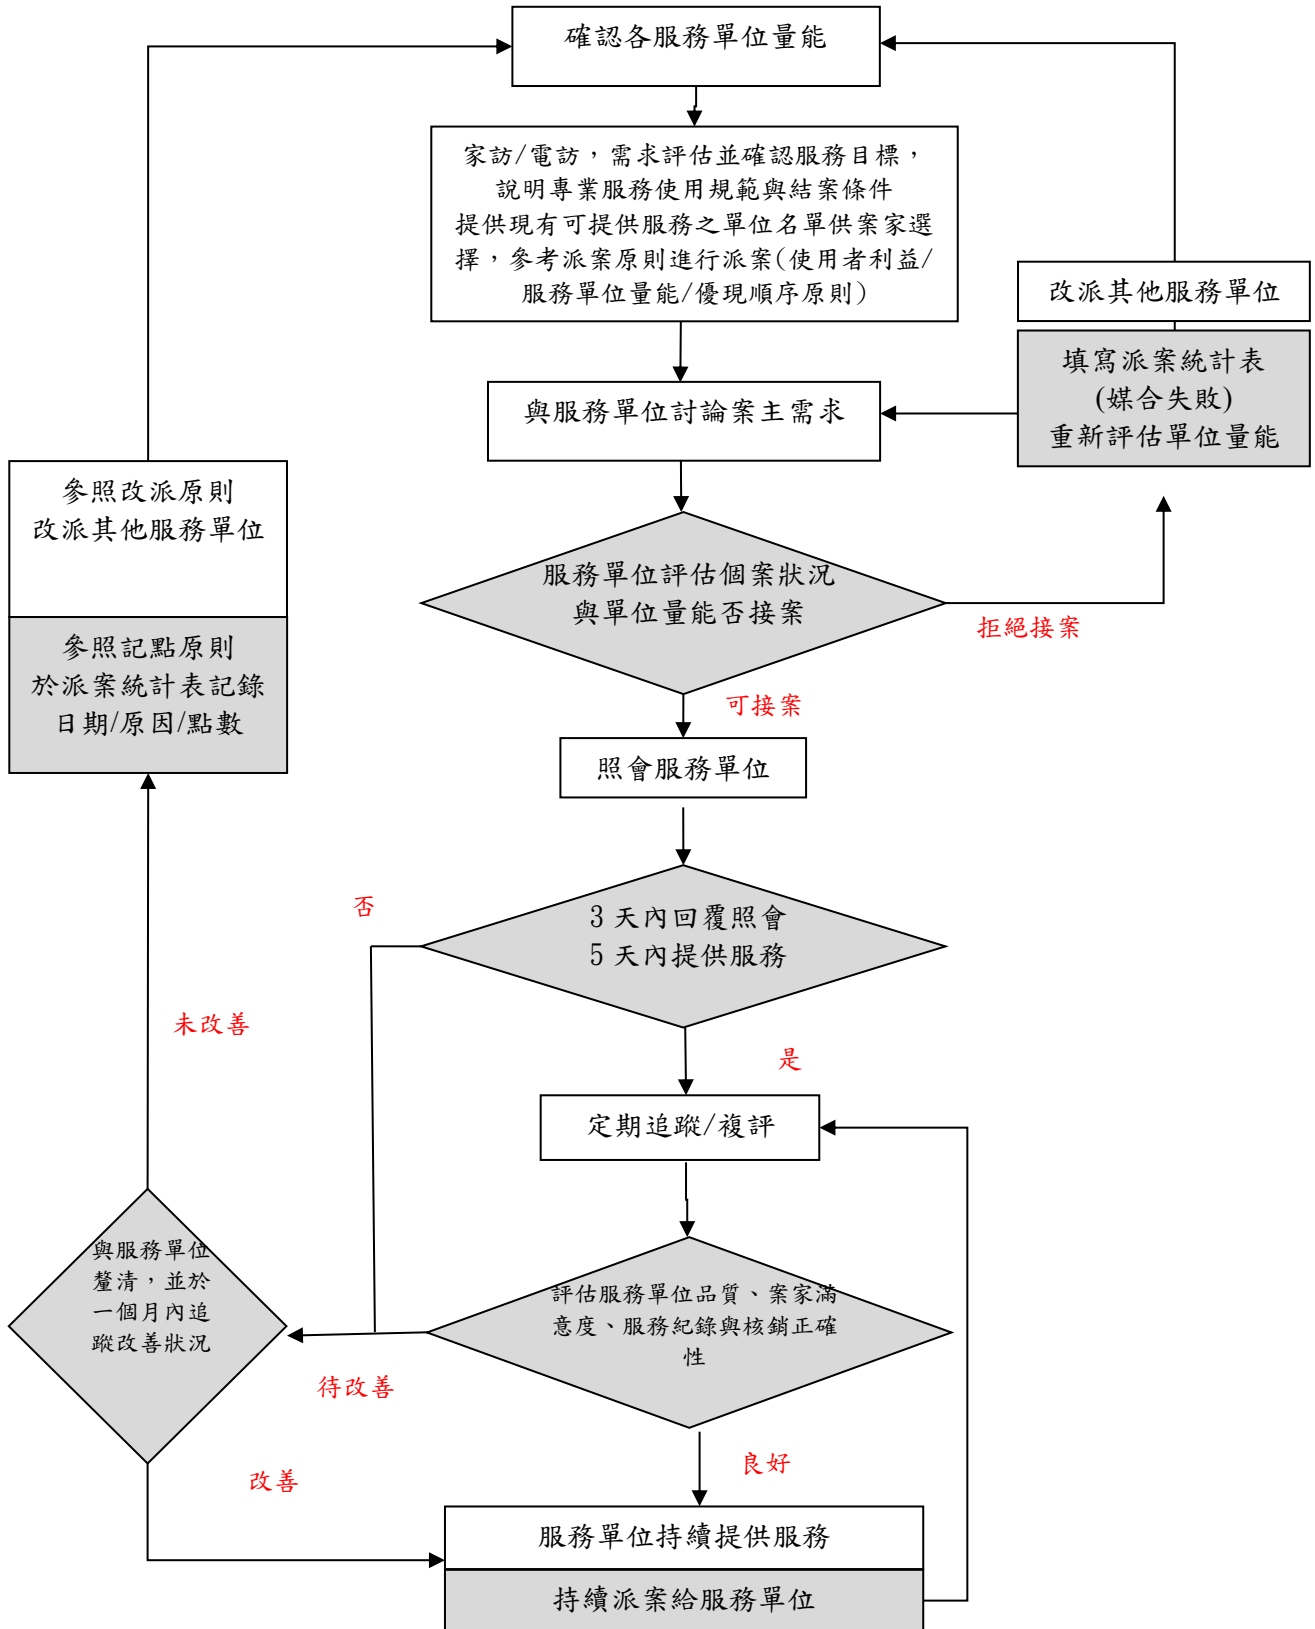 確認各服務單位量能
家訪/電訪，需求評估並確認服務目標，
說明專業服務使用規範與結案條件
提供現有可提供服務之單位名單供案家選
擇，參考派案原則進行派案(使用者利益/
服務單位量能/優現順序原則)
改派其他服務單位
填寫派案統計表
(媒合失敗)
重新評估單位量能
與服務單位討論案主需求
參照改派原則
改派其他服務單位
參照記點原則
於派案統計表記錄
日期/原因/點數
服務單位評估個案狀況
與單位量能否接案
拒絕接案
可接案
照會服務單位
3 天內回覆照會
5 天內提供服務
否
未改善
是
定期追蹤/複評
與服務單位
釐清，並於
一個月內追
蹤改善狀況
評估服務單位品質、案家滿
意度、服務紀錄與核銷正確
性
待改善
良好
改善
服務單位持續提供服務
持續派案給服務單位